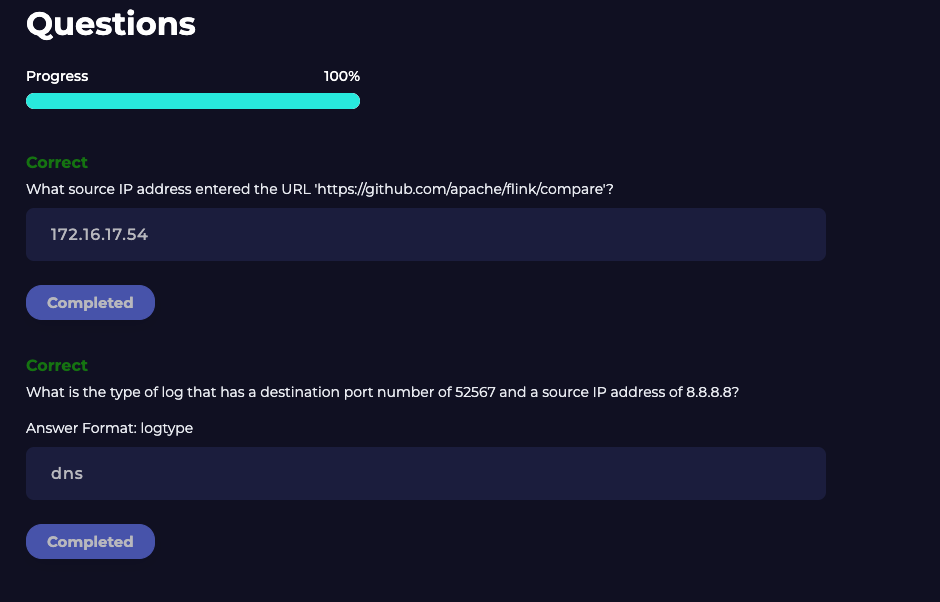 Questions
Progress 100%
Correct
What source IP address entered the URL 'https://github.com/apache/flink/compare'?
172.16.17.54
Completed
Correct
What is the type of log that has a destination port number of 52567 and a source IP address of 8.8.8.8?
Answer Format: logtype
dns
Completed